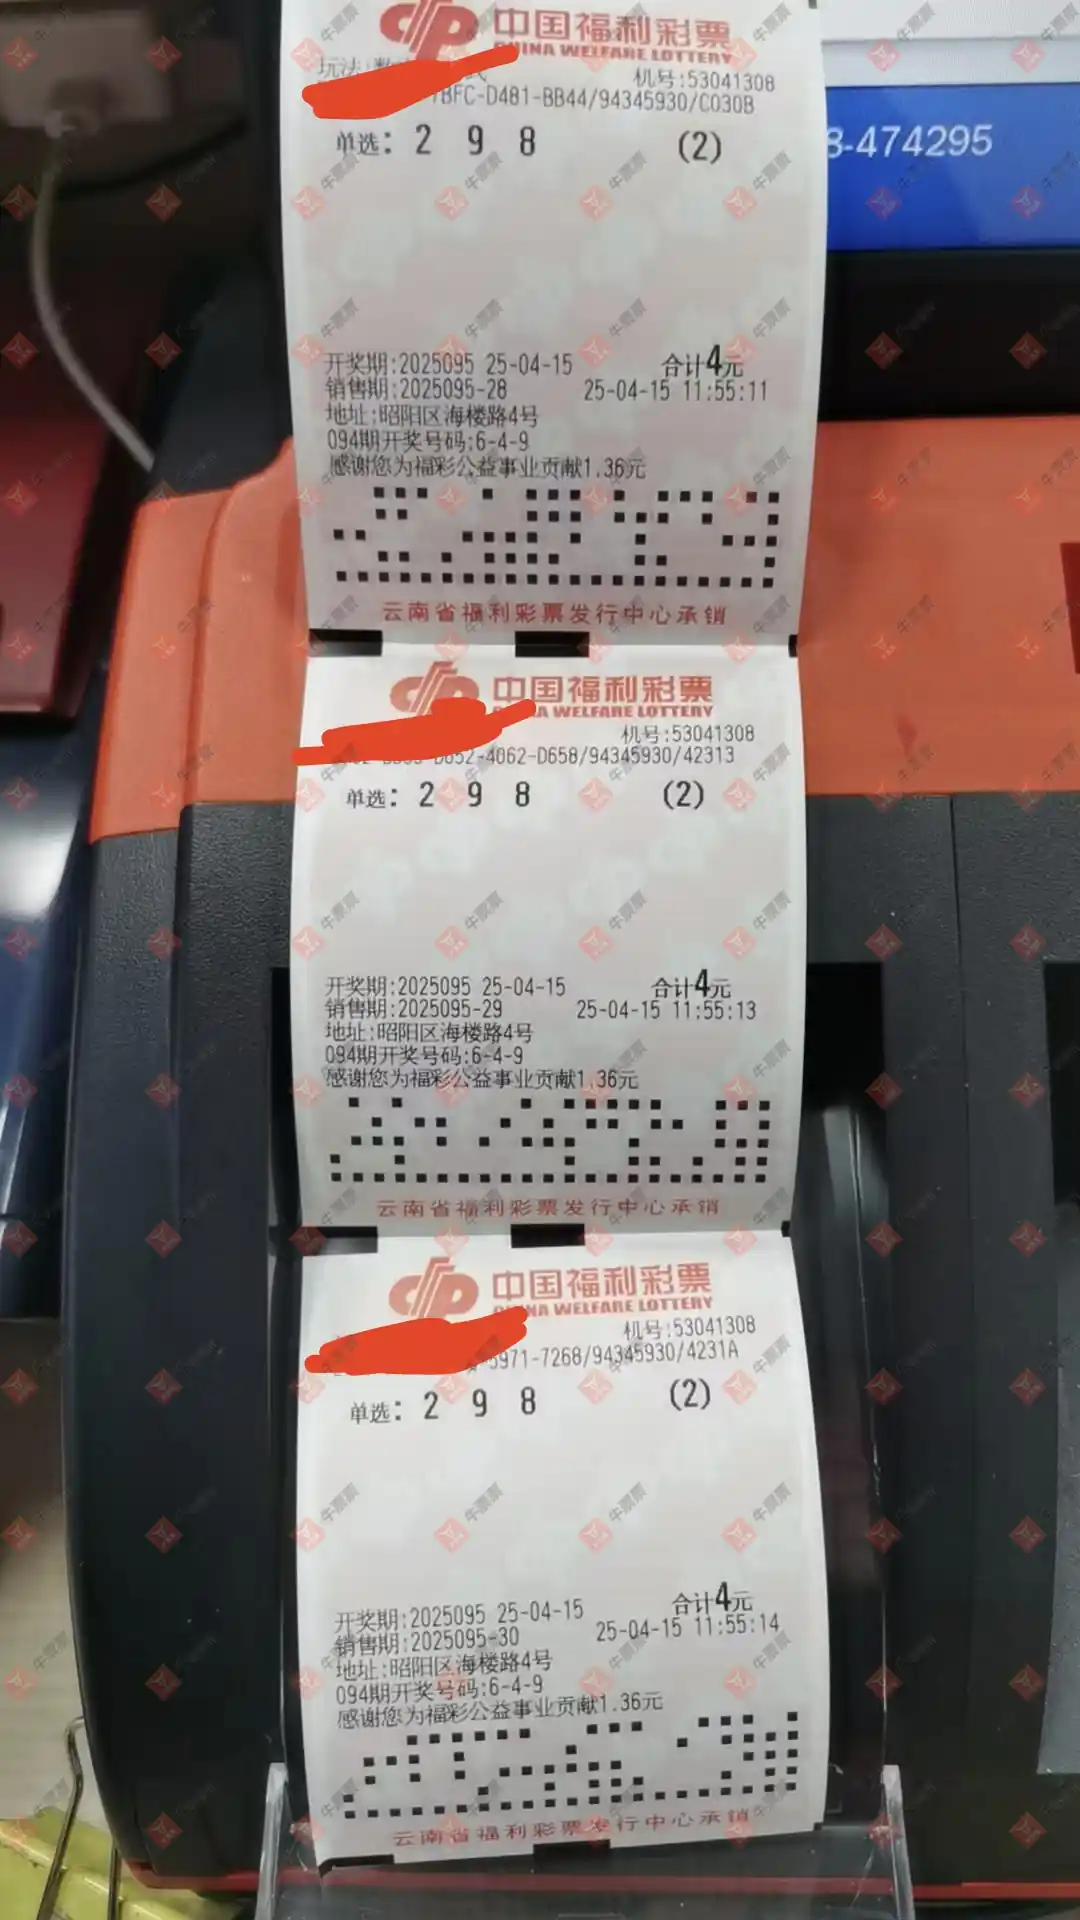 中国福利彩票
CHINA WELFARE LOTTERY
玩法:
机号:53041308
7BFC-D481-BB44/94345930/C030B
8-474295
单选: 2 9 8 (2)
开奖期:2025095 25-04-15 合计4元
销售期:2025095-28 25-04-15 11:55:11
地址:昭阳区海楼路4号
094期开奖号码:6-4-9
感谢您为福彩公益事业贡献1.36元
云南省福利彩票发行中心承销
中国福利彩票
WELFARE LOTTERY
机号:53041308
D652-4062-D658/94345930/42313
单选: 2 9 8 (2)
开奖期:2025095 25-04-15 合计4元
销售期:2025095-29 25-04-15 11:55:13
地址:昭阳区海楼路4号
094期开奖号码:6-4-9
感谢您为福彩公益事业贡献1.36元
云南省福利彩票发行中心承销
中国福利彩票
CHINA WELFARE LOTTERY
机号:53041308
5971-7268/94345930/4231A
单选: 2 9 8 (2)
开奖期:2025095 25-04-15 合计4元
销售期:2025095-30 25-04-15 11:55:14
地址:昭阳区海楼路4号
094期开奖号码:6-4-9
感谢您为福彩公益事业贡献1.36元
云南省福利彩票发行中心承销
牛票票